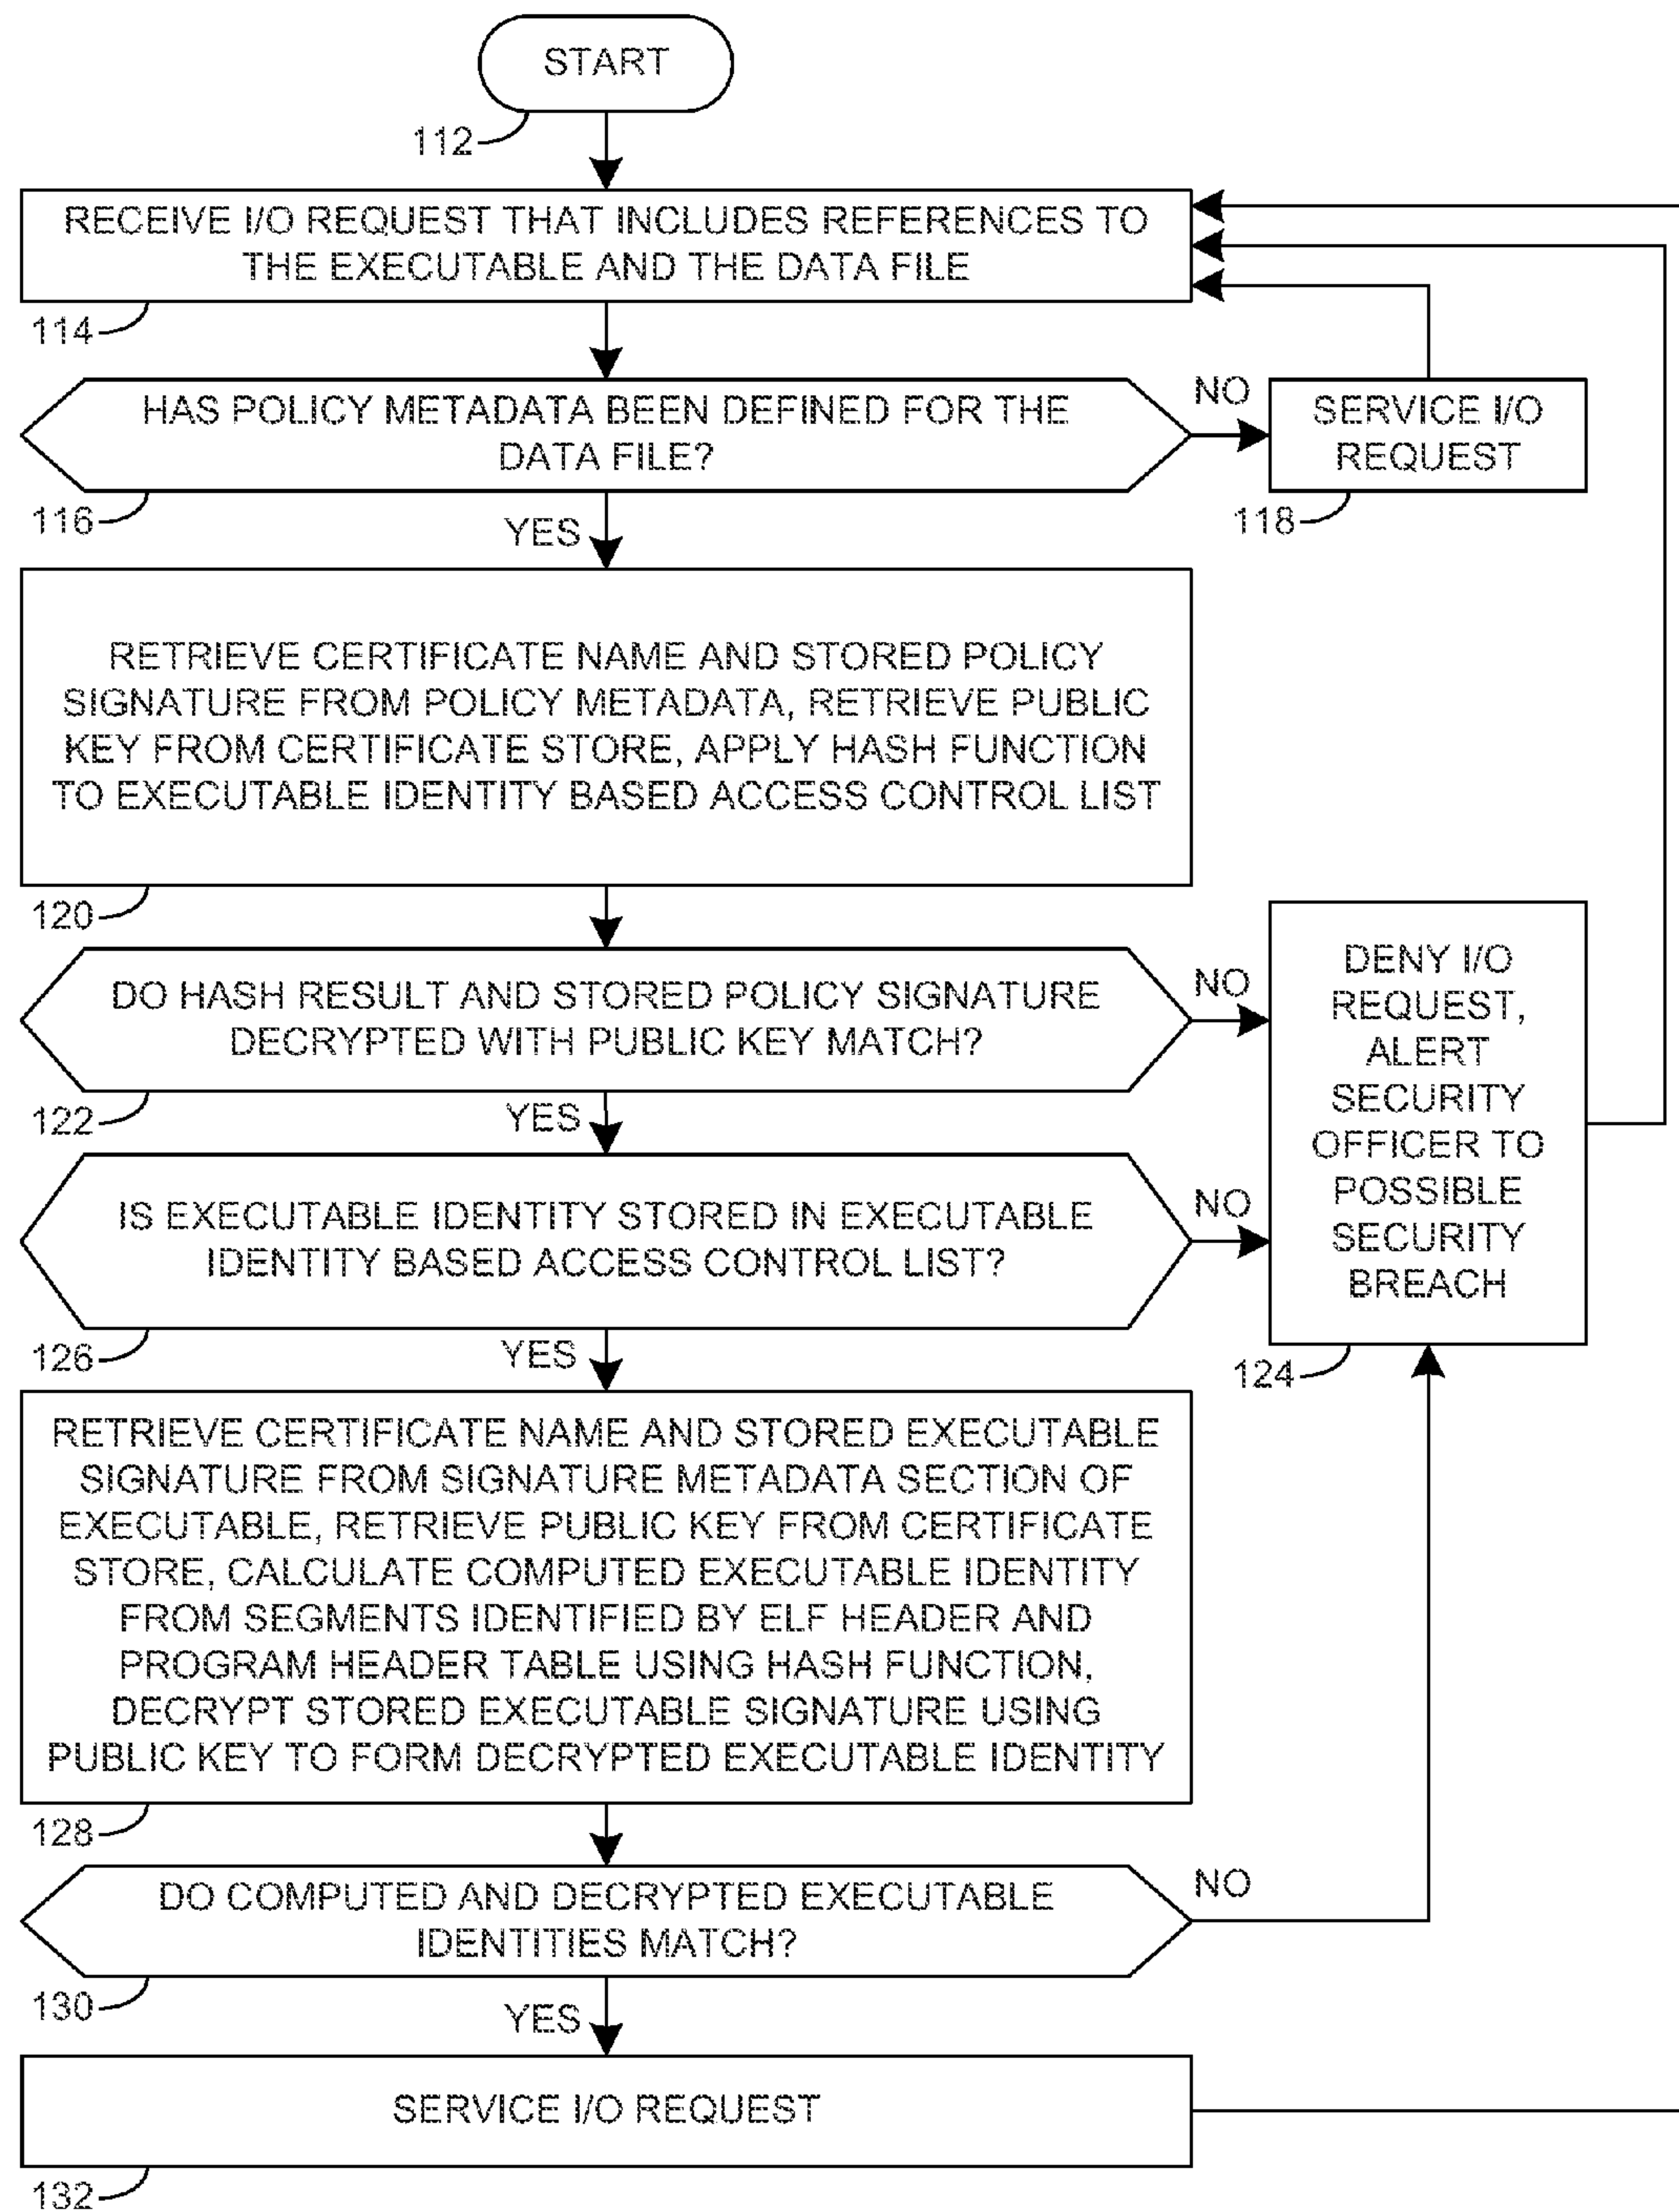 START
112
RECEIVE I/O REQUEST THAT INCLUDES REFERENCES TO
THE EXECUTABLE AND THE DATA FILE
114
HAS POLICY METADATA BEEN DEFINED FOR THE
DATA FILE?
116
NO
SERVICE I/O
REQUEST
118
YES
RETRIEVE CERTIFICATE NAME AND STORED POLICY
SIGNATURE FROM POLICY METADATA, RETRIEVE PUBLIC
KEY FROM CERTIFICATE STORE, APPLY HASH FUNCTION
TO EXECUTABLE IDENTITY BASED ACCESS CONTROL LIST
120
DO HASH RESULT AND STORED POLICY SIGNATURE
DECRYPTED WITH PUBLIC KEY MATCH?
122
NO
YES
DENY I/O
REQUEST,
ALERT
SECURITY
OFFICER TO
POSSIBLE
SECURITY
BREACH
124
IS EXECUTABLE IDENTITY STORED IN EXECUTABLE
IDENTITY BASED ACCESS CONTROL LIST?
126
NO
YES
RETRIEVE CERTIFICATE NAME AND STORED EXECUTABLE
SIGNATURE FROM SIGNATURE METADATA SECTION OF
EXECUTABLE, RETRIEVE PUBLIC KEY FROM CERTIFICATE
STORE, CALCULATE COMPUTED EXECUTABLE IDENTITY
FROM SEGMENTS IDENTIFIED BY ELF HEADER AND
PROGRAM HEADER TABLE USING HASH FUNCTION,
DECRYPT STORED EXECUTABLE SIGNATURE USING
PUBLIC KEY TO FORM DECRYPTED EXECUTABLE IDENTITY
128
DO COMPUTED AND DECRYPTED EXECUTABLE
IDENTITIES MATCH?
130
NO
YES
SERVICE I/O REQUEST
132